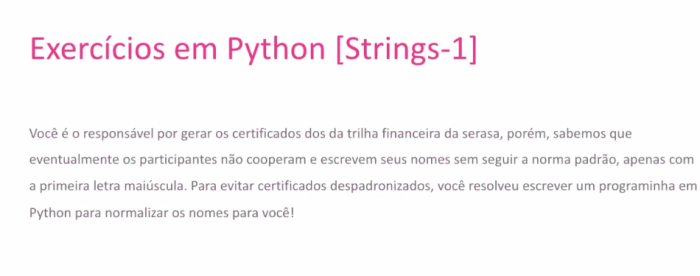 Exercícios em Python [Strings-1]
Você é o responsável por gerar os certificados dos da trilha financeira da serasa, porém, sabemos que
eventualmente os participantes não cooperam e escrevem seus nomes sem seguir a norma padrão, apenas com
a primeira letra maiúscula. Para evitar certificados despadronizados, você resolveu escrever um programinha em
Python para normalizar os nomes para você!